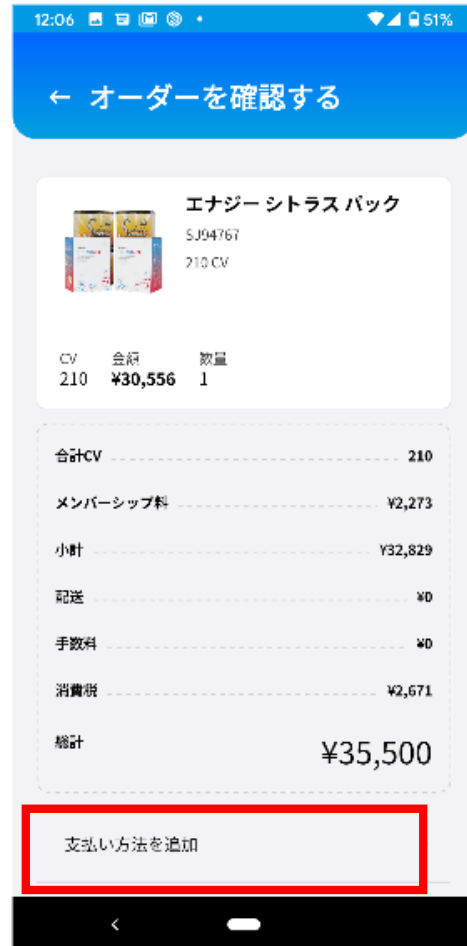 12:06
51%
← オーダーを確認する
エナジー シトラス パック
SJ94767
210 CV
CV 金額 数量
210 ¥30,556 1
合計CV 210
メンバーシップ料 ¥2,273
小計 ¥32,829
配送 ¥0
手数料 ¥0
消費税 ¥2,671
総計 ¥35,500
支払い方法を追加